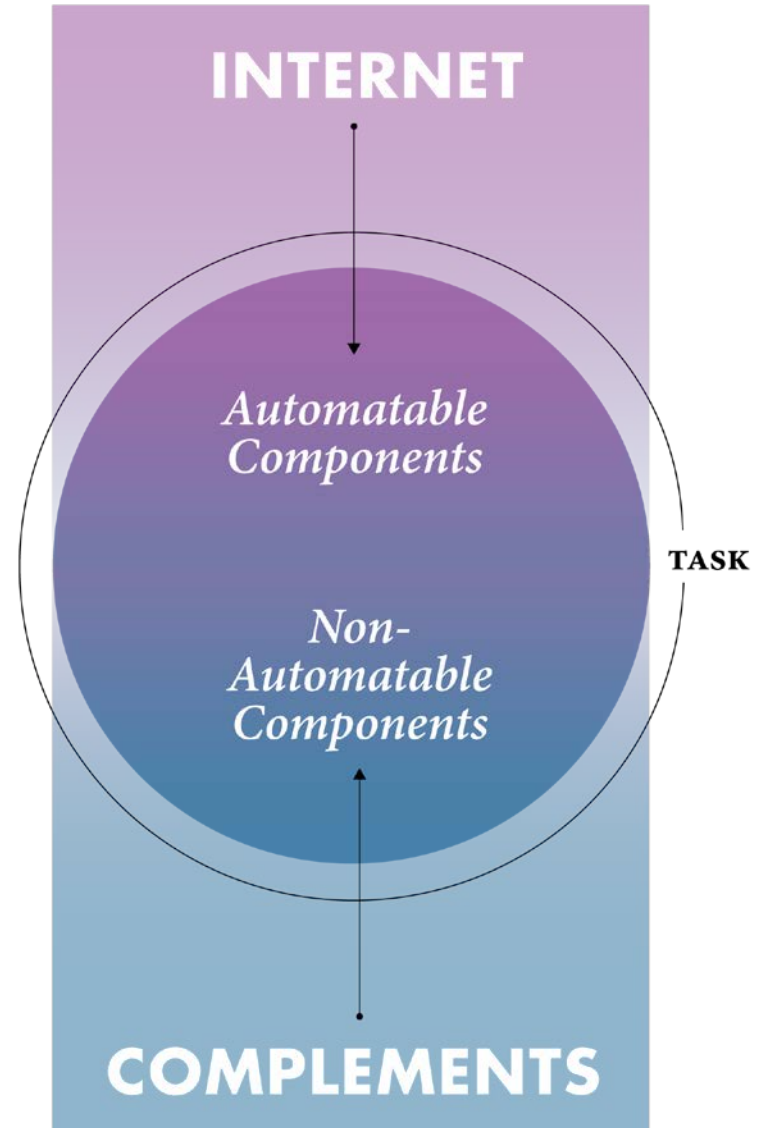 INTERNET
Automatable
Components
TASK
Non-
Automatable
Components
COMPLEMENTS